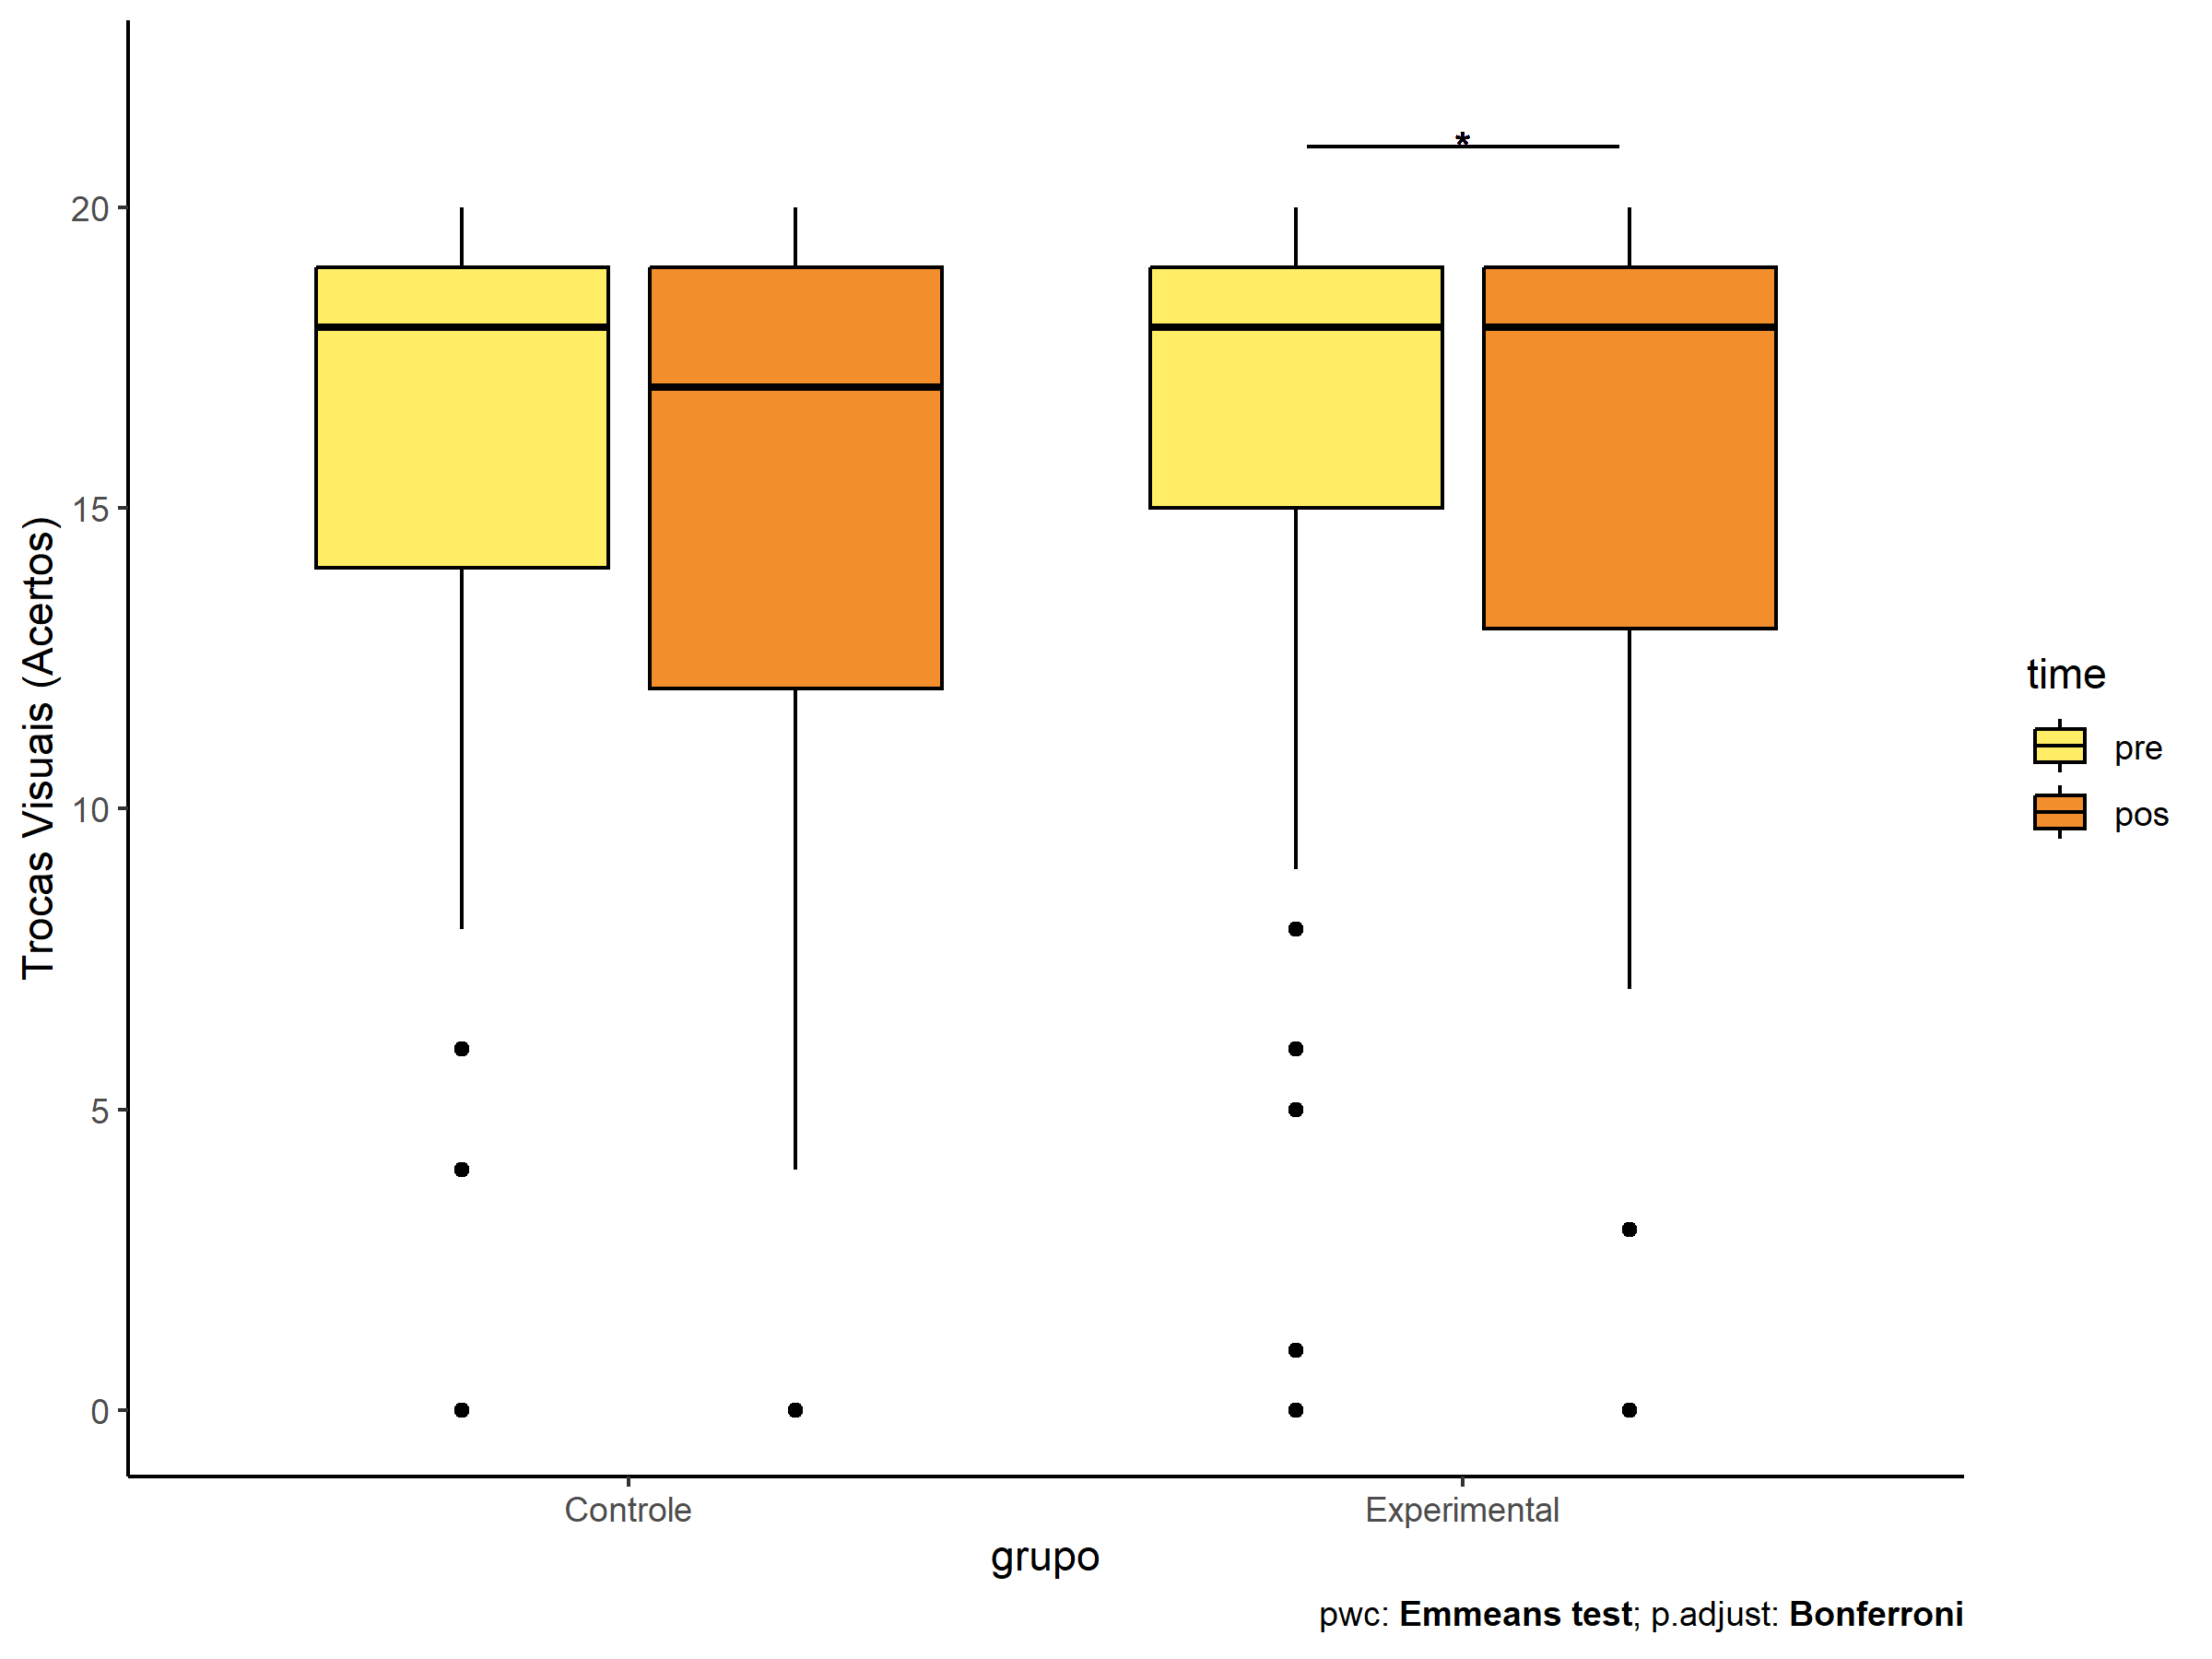 *
20
15
10
5
0
Trocas Visuais (Acertos)
Controle
Experimental
grupo
time
pre
pos
pwc: Emmeans test; p.adjust: Bonferroni